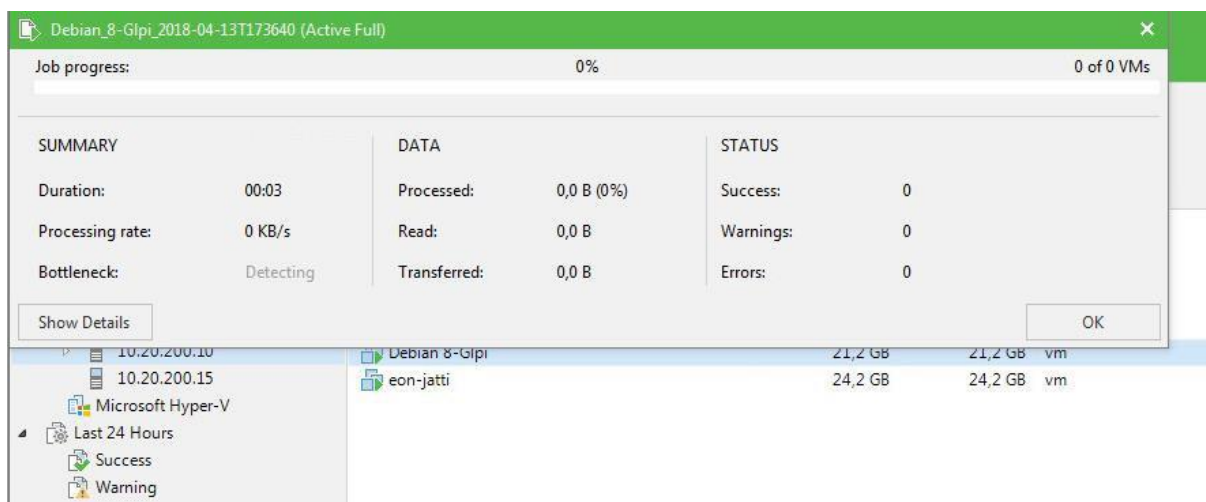 Debian_8-Glpi_2018-04-13T173640 (Active Full)
Job progress: 0% 0 of 0 VMs
SUMMARY DATA STATUS
Duration: 00:03 Processed: 0,0 B (0%) Success: 0
Processing rate: 0 KB/s Read: 0,0 B Warnings: 0
Bottleneck: Detecting Transferred: 0,0 B Errors: 0
Show Details OK
10.20.200.10 Debian 8-Glpi 21,2 GB 21,2 GB vm
10.20.200.15 eon-jatti 24,2 GB 24,2 GB vm
Microsoft Hyper-V
Last 24 Hours
Success
Warning